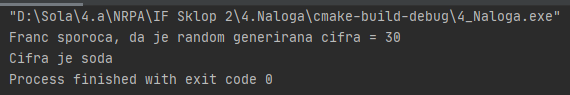 "D:\Sola\4.a\NRPA\IF Sklop 2\4.Naloga\cmake-build-debug\4_Naloga.exe"
Franc sporoca, da je random generirana cifra = 30
Cifra je soda
Process finished with exit code 0